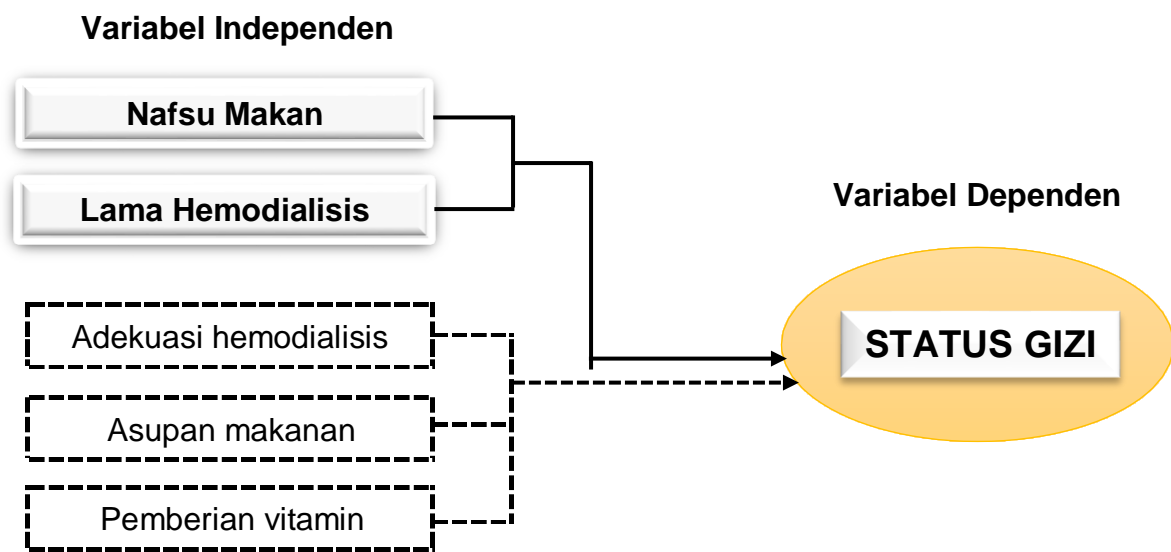 Variabel Independen
Nafsu Makan
Lama Hemodialisis
Variabel Dependen
STATUS GIZI
Adekuasi hemodialisis
Asupan makanan
Pemberian vitamin